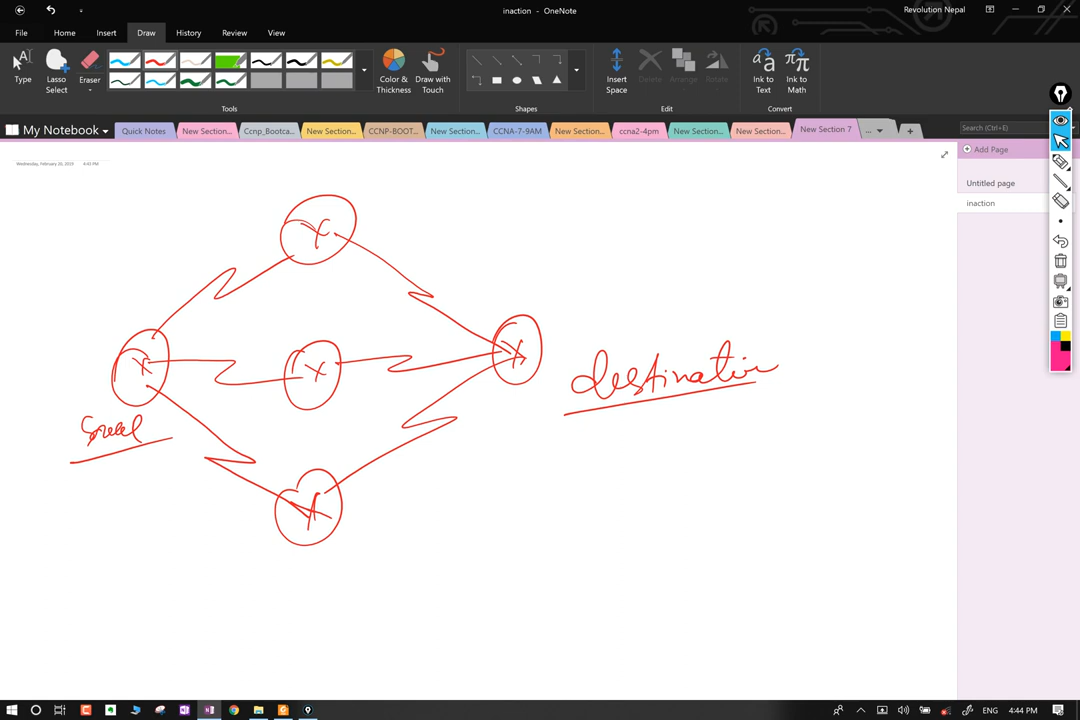 inaction - OneNote
Revolution Nepal
File Home Insert Draw History Review View
Type
Lasso Select
Eraser
Color & Thickness
Draw with Touch
Insert Space
Delete
Arrange
Rotate
Ink to Text
Ink to Math
Tools
Shapes
Edit
Convert
My Notebook
Quick Notes
New Section...
Ccnp_Bootca...
New Section...
CCNP-BOOT...
New Section...
CCNA-7-9AM
New Section...
ccna2-4pm
New Section...
New Section...
New Section 7
...
Search (Ctrl+E)
Add Page
Untitled page
inaction
4:43 PM
X
X
X
X
X
destination
4:44 PM